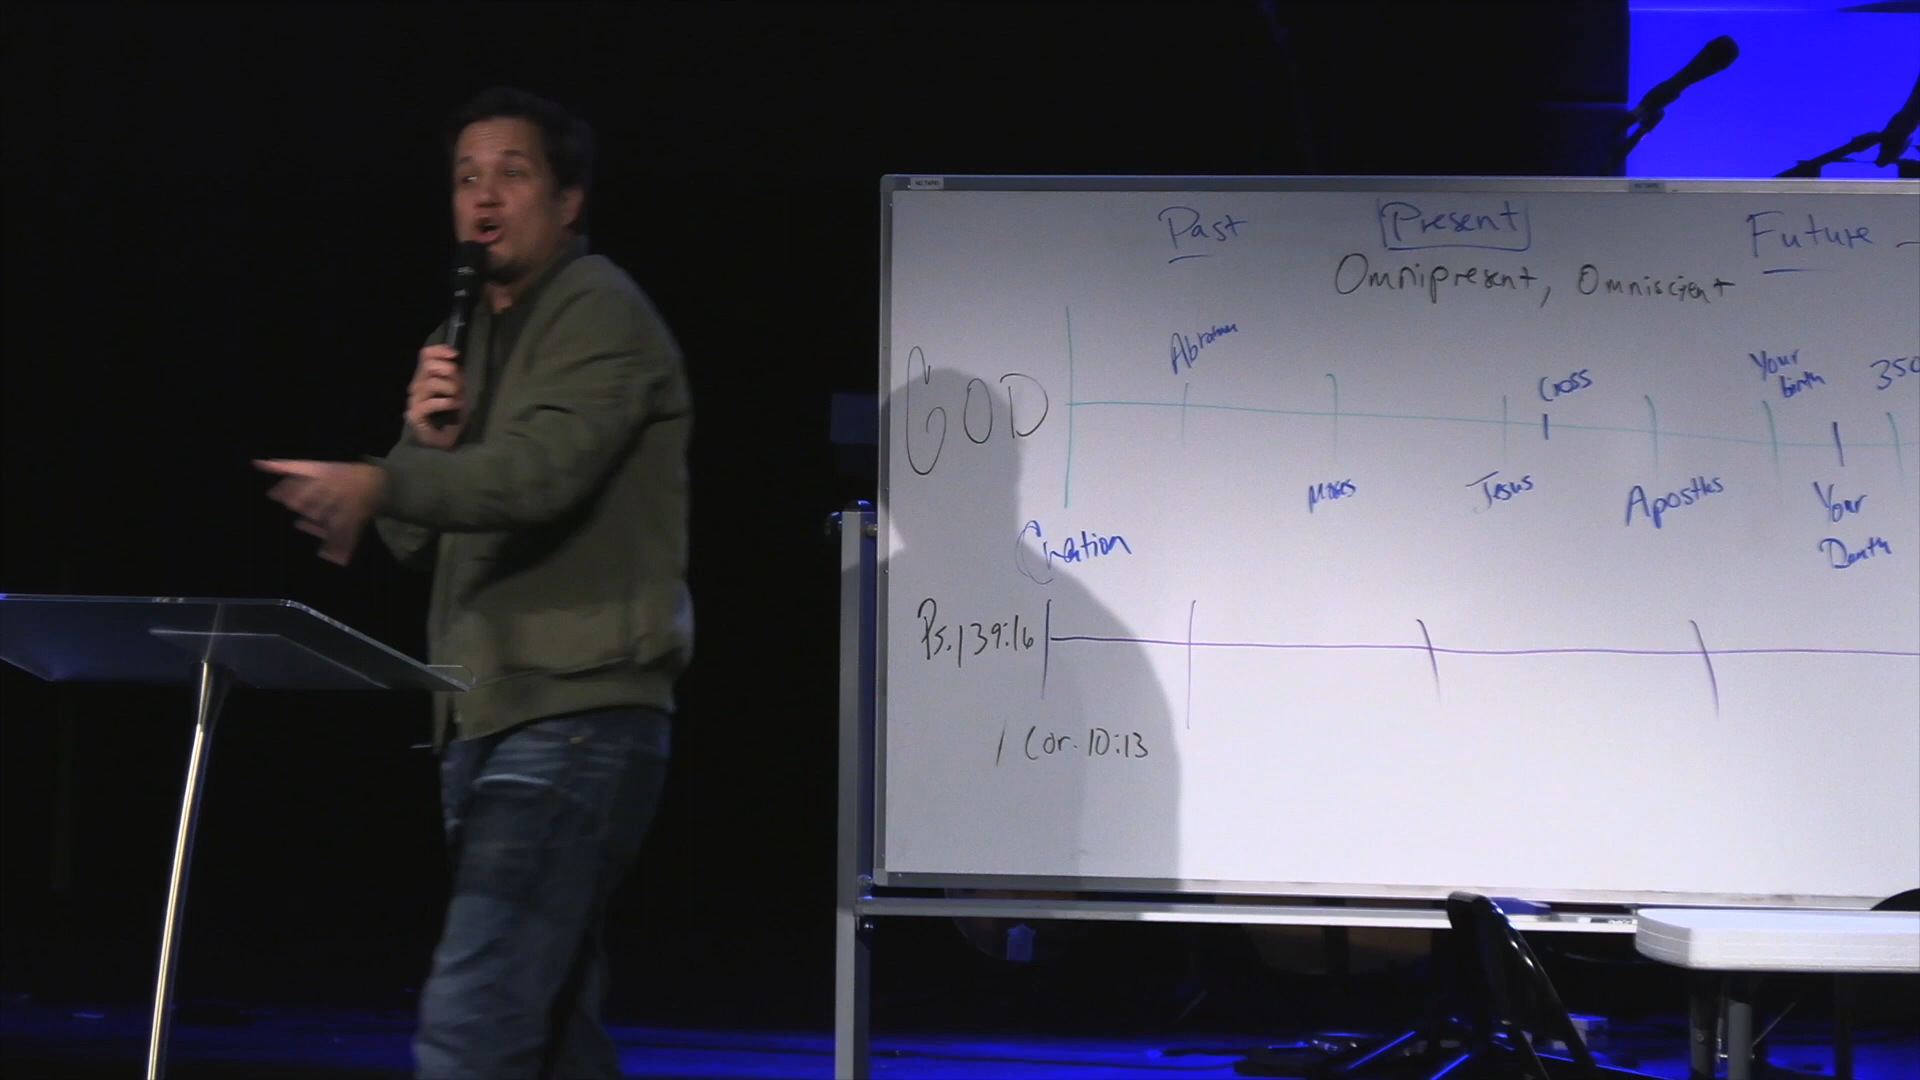 Past Present Future
Omnipresent, Omniscient
Abraham
Cross
Your
birth
350
GOD
Moses
Jesus
Apostles
Your
Death
Creation
Ps. 139:16
1 Cor. 10:13